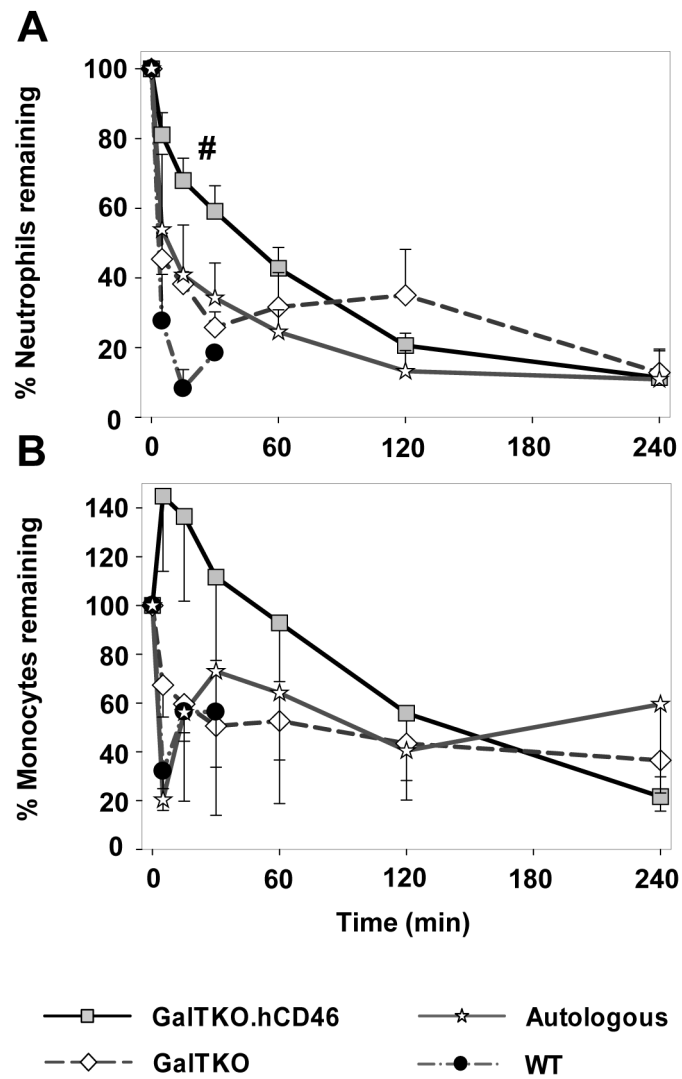 A
% Neutrophils remaining
100
80
60
40
20
0
#
0 60 120 180 240
B
% Monocytes remaining
140
120
100
80
60
40
20
0
0 60 120 180 240
Time (min)
GalTKO.hCD46 Autologous
GalTKO WT